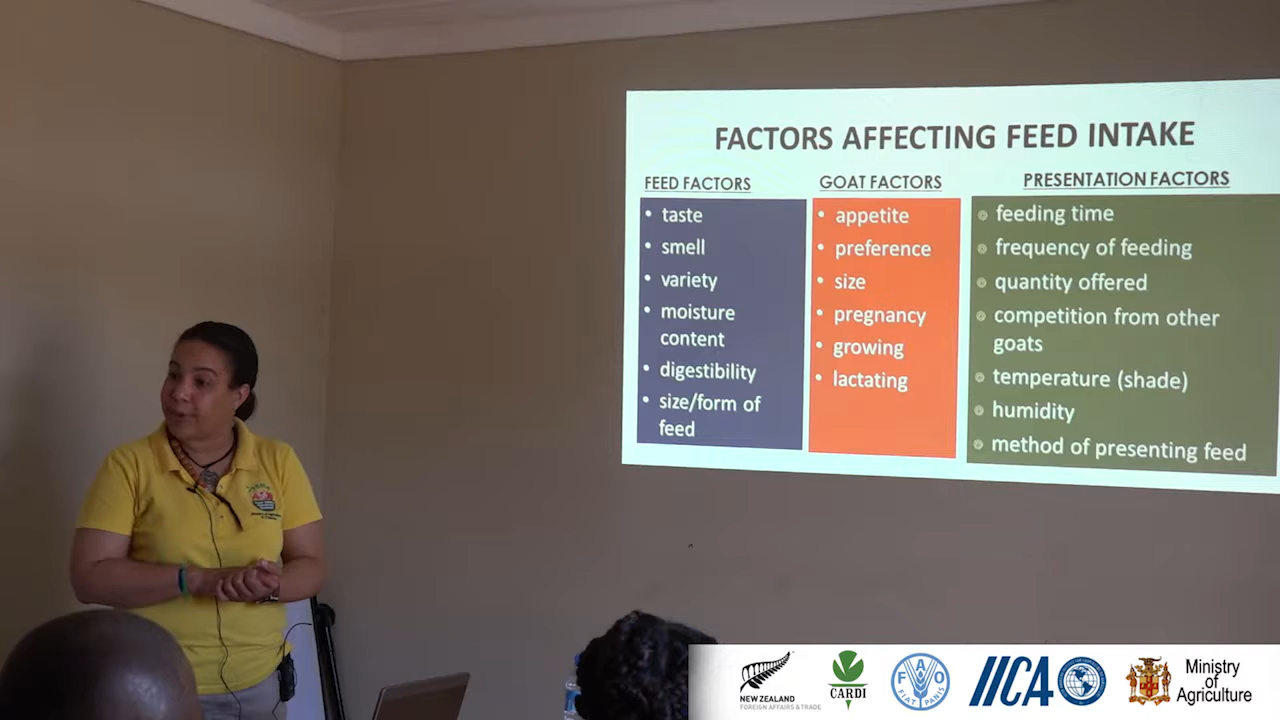 FACTORS AFFECTING FEED INTAKE
FEED FACTORS
• taste
• smell
• variety
• moisture
content
• digestibility
• size/form of
feed
GOAT FACTORS
• appetite
• preference
• size
• pregnancy
• growing
• lactating
PRESENTATION FACTORS
feeding time
frequency of feeding
quantity offered
competition from other
goats
temperature (shade)
humidity
method of presenting feed
NEW ZEALAND
FOREIGN AFFAIRS & TRADE
CARDI
FAO
FIAT PANIS
IICA
Ministry
of
Agriculture